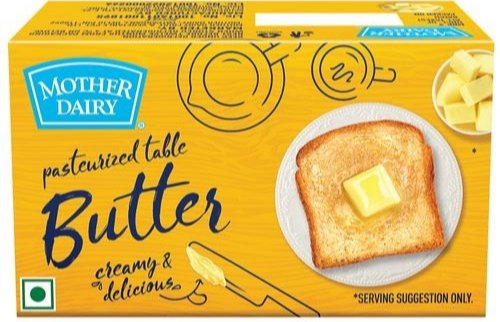 MOTHER
DAIRY
pasteurized table
Butter
creamy &
delicious
*SERVING SUGGESTION ONLY.
*